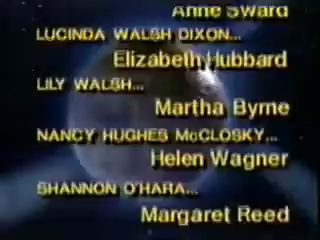 Anne Sward
LUCINDA WALSH DIXON...
Elizabeth Hubbard
LILY WALSH...
Martha Byrne
NANCY HUGHES McCLOSKY...
Helen Wagner
SHANNON O'HARA...
Margaret Reed